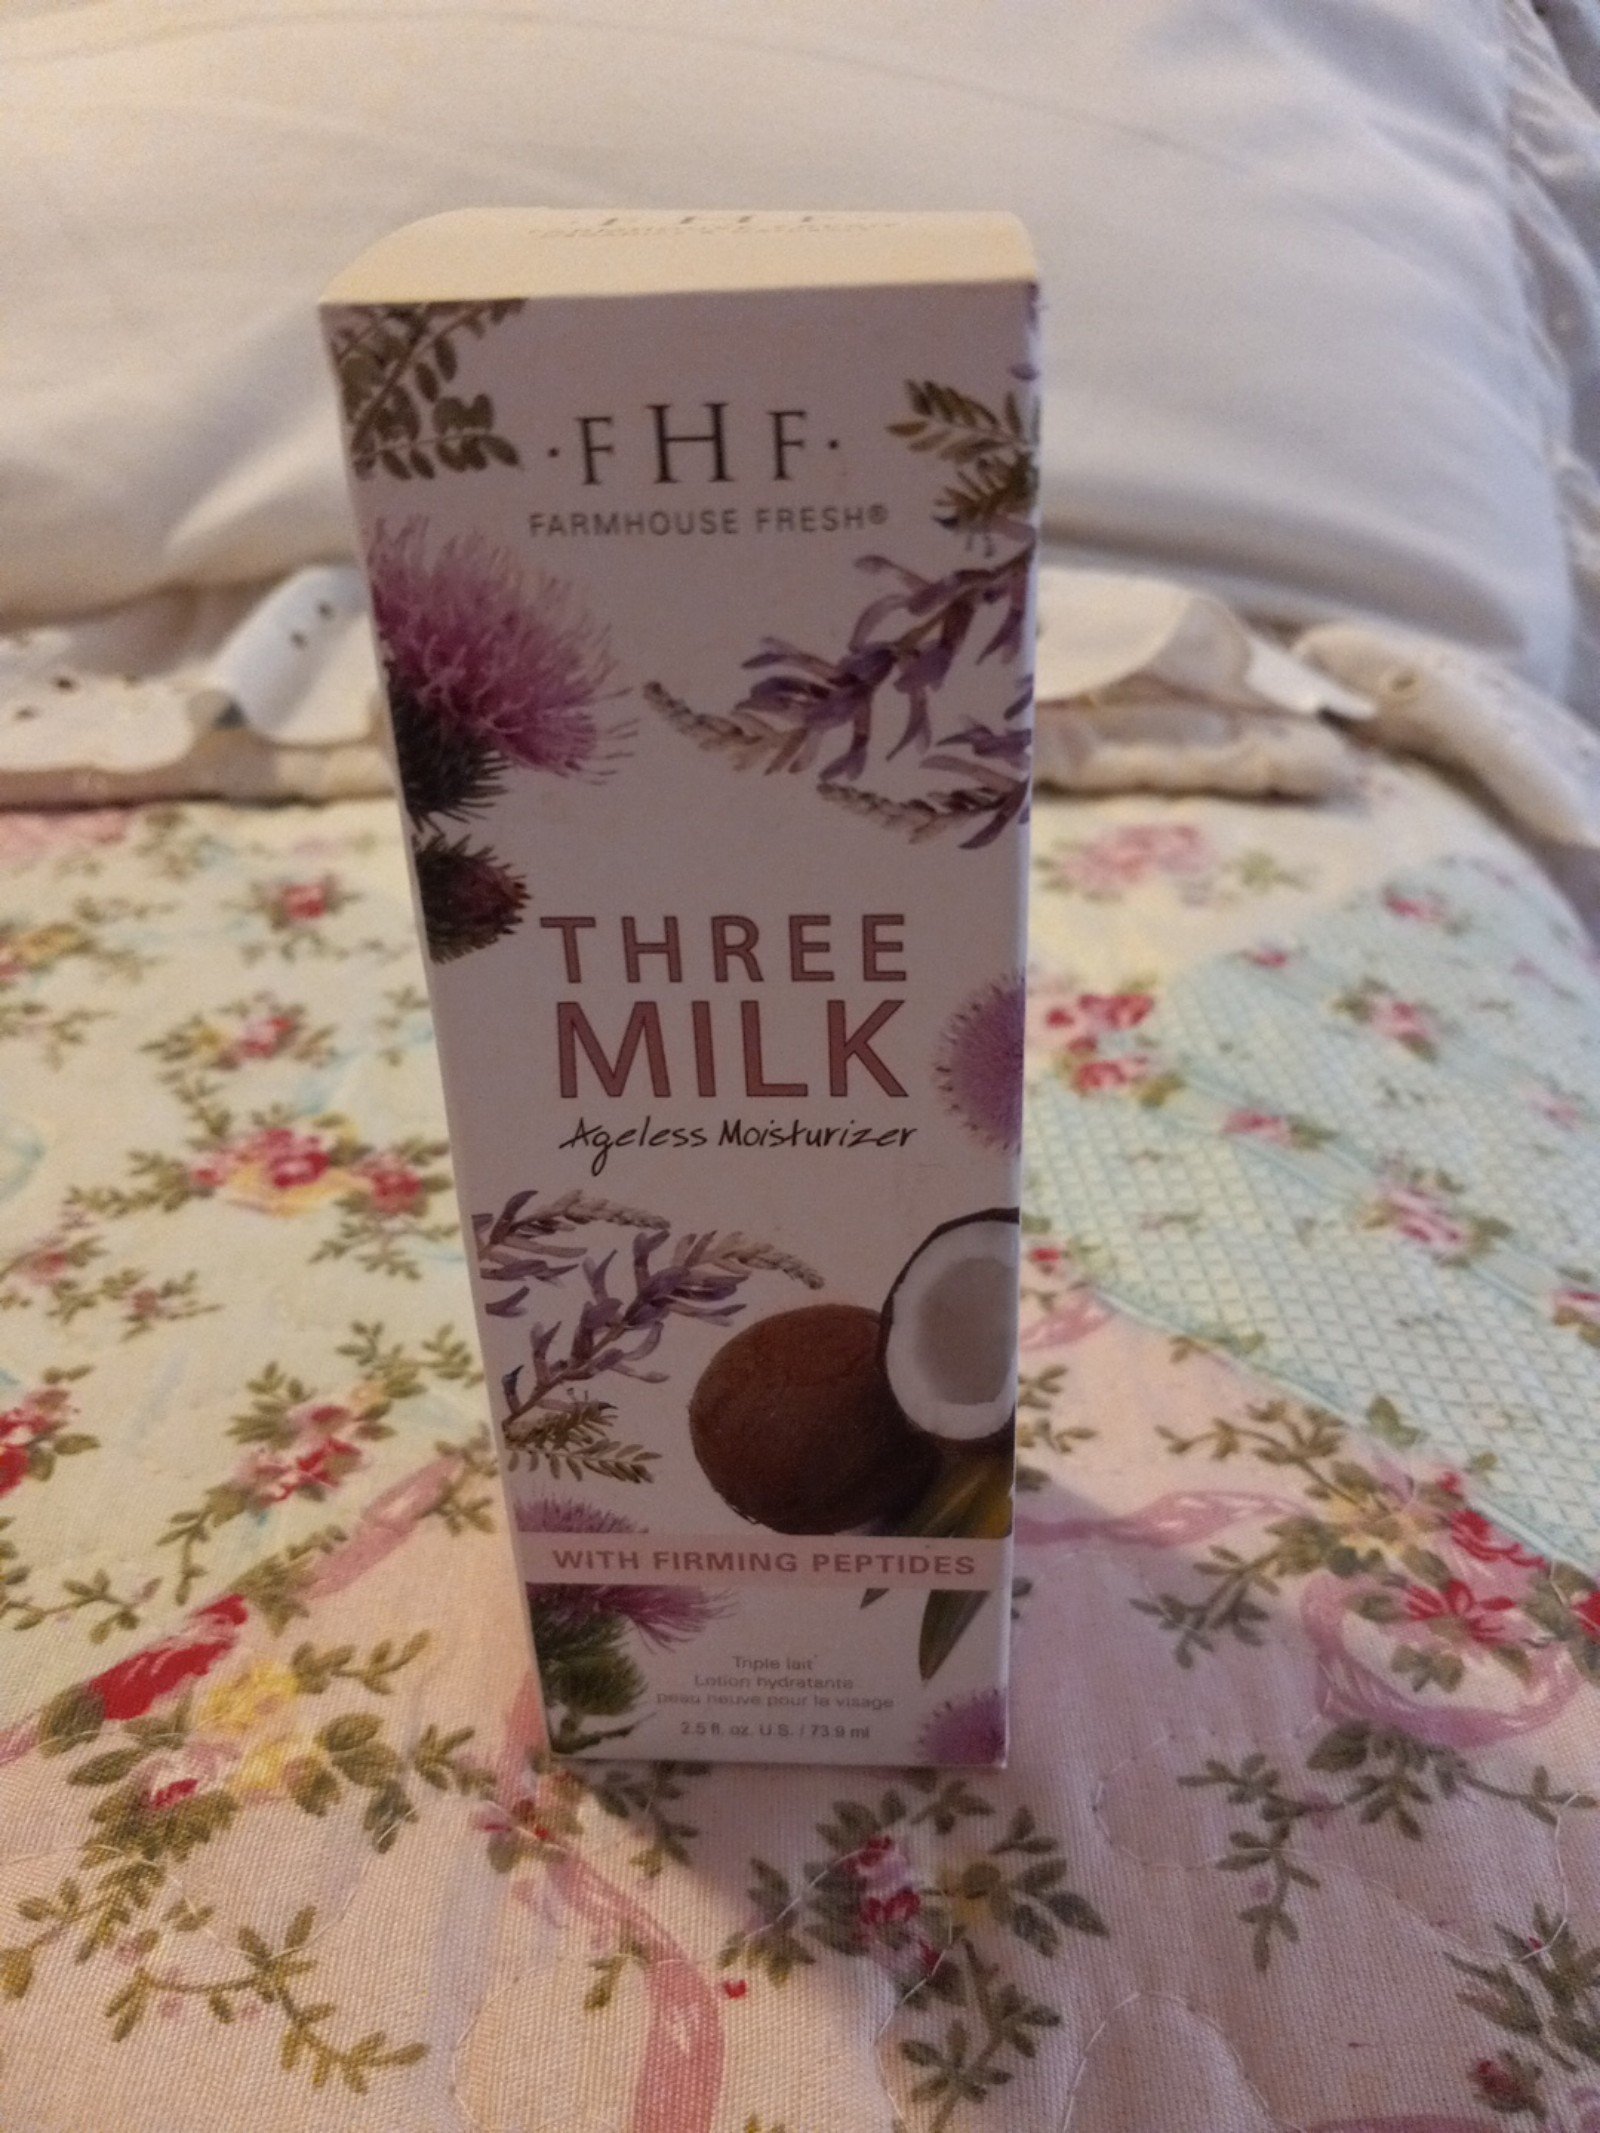 ·FHF·
FARMHOUSE FRESH®
THREE
MILK
Ageless Moisturizer
WITH FIRMING PEPTIDES
Triple lait
Lotion hydratante
peau neuve pour le visage
2.5 fl. oz. U.S. / 73.9 ml